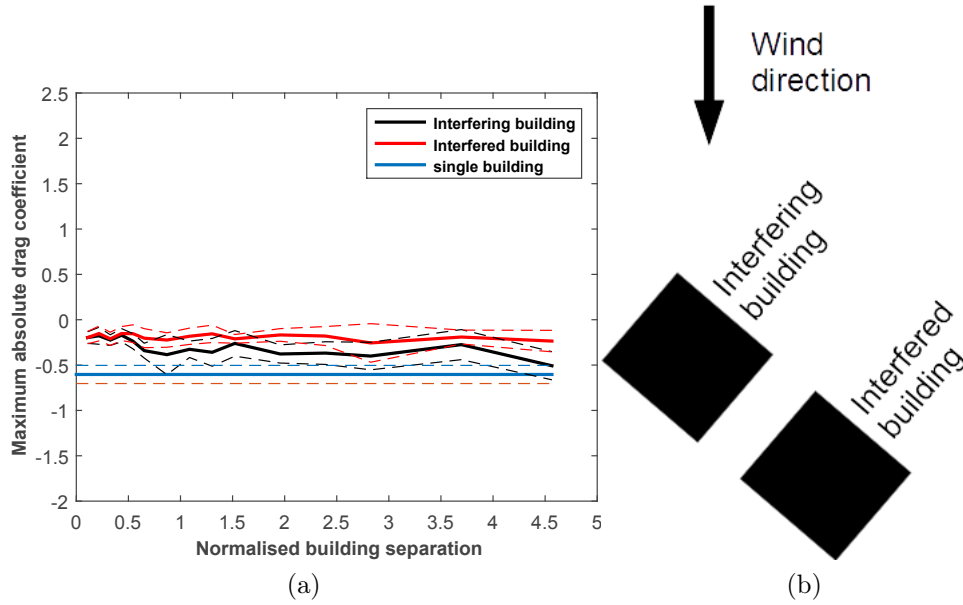 Maximum absolute drag coefficient
2.5
2
1.5
1
0.5
0
-0.5
-1
-1.5
-2
Interfering building
Interfered building
single building
0 0.5 1 1.5 2 2.5 3 3.5 4 4.5 5
Normalised building separation
(a)
Wind
direction
Interfering
building
Interfered
building
(b)